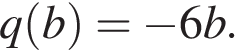 q(b) = −6b.